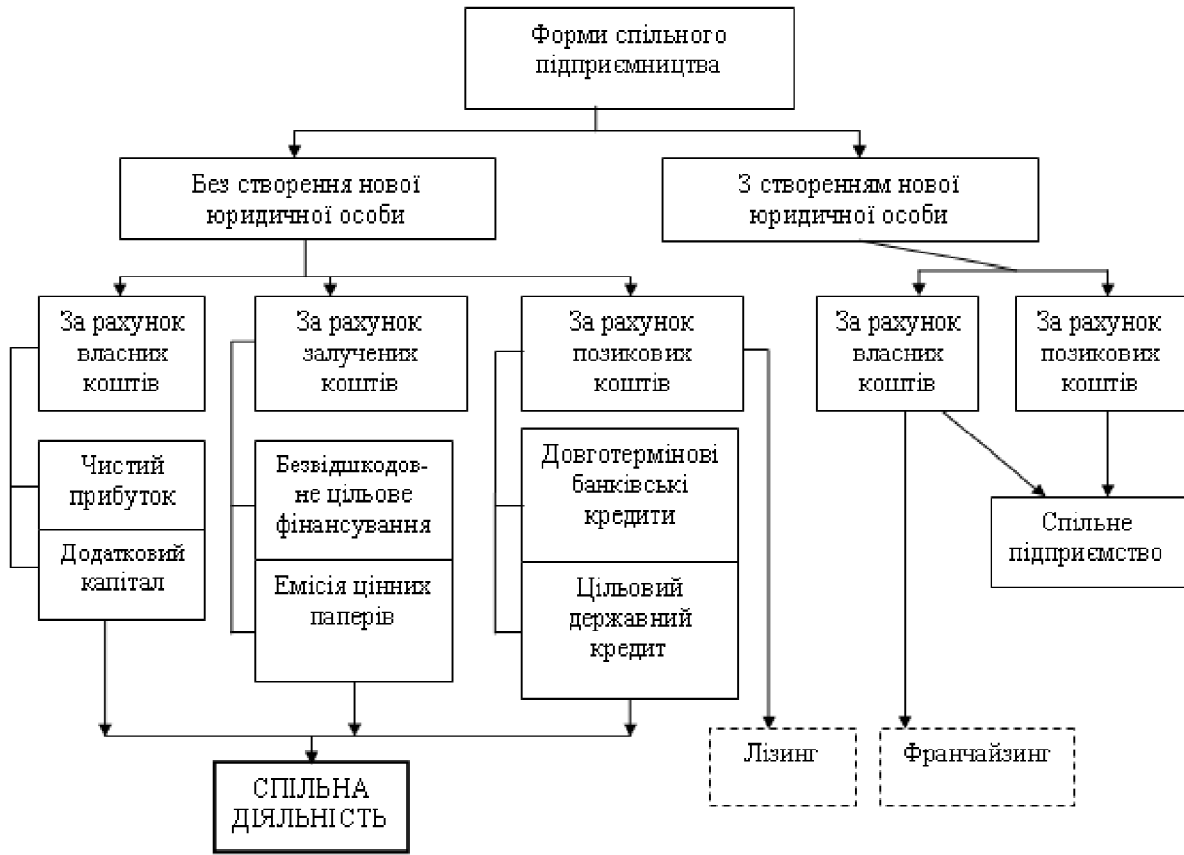 Форми спільного
підприємництва
Без створення нової
юридичної особи
З створенням нової
юридичної особи
За рахунок
власних
коштів
За рахунок
залучених
коштів
За рахунок
позикових
коштів
За рахунок
власних
коштів
За рахунок
позикових
коштів
Чистий
прибуток
Додатковий
капітал
Безвідшкодов-
не цільове
фінансування
Емісія цінних
паперів
Довготермінові
банківські
кредити
Цільовий
державний
кредит
Спільне
підприємство
Лізинг
Франчайзинг
СПІЛЬНА
ДІЯЛЬНІСТЬ